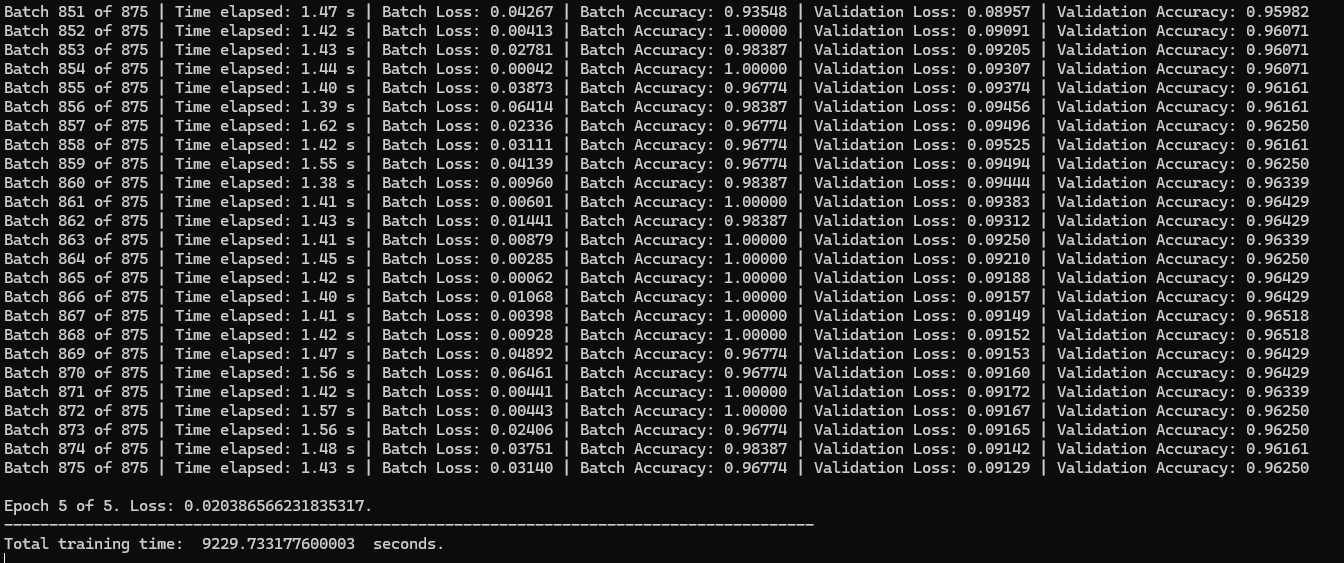 Batch 851 of 875 | Time elapsed: 1.47 s | Batch Loss: 0.04267 | Batch Accuracy: 0.93548 | Validation Loss: 0.08957 | Validation Accuracy: 0.95982
Batch 852 of 875 | Time elapsed: 1.42 s | Batch Loss: 0.00413 | Batch Accuracy: 1.00000 | Validation Loss: 0.09091 | Validation Accuracy: 0.96071
Batch 853 of 875 | Time elapsed: 1.43 s | Batch Loss: 0.02781 | Batch Accuracy: 0.98387 | Validation Loss: 0.09205 | Validation Accuracy: 0.96071
Batch 854 of 875 | Time elapsed: 1.44 s | Batch Loss: 0.00042 | Batch Accuracy: 1.00000 | Validation Loss: 0.09307 | Validation Accuracy: 0.96071
Batch 855 of 875 | Time elapsed: 1.40 s | Batch Loss: 0.03873 | Batch Accuracy: 0.96774 | Validation Loss: 0.09374 | Validation Accuracy: 0.96161
Batch 856 of 875 | Time elapsed: 1.39 s | Batch Loss: 0.06414 | Batch Accuracy: 0.98387 | Validation Loss: 0.09456 | Validation Accuracy: 0.96161
Batch 857 of 875 | Time elapsed: 1.62 s | Batch Loss: 0.02336 | Batch Accuracy: 0.96774 | Validation Loss: 0.09496 | Validation Accuracy: 0.96250
Batch 858 of 875 | Time elapsed: 1.42 s | Batch Loss: 0.03111 | Batch Accuracy: 0.96774 | Validation Loss: 0.09525 | Validation Accuracy: 0.96161
Batch 859 of 875 | Time elapsed: 1.55 s | Batch Loss: 0.04139 | Batch Accuracy: 0.96774 | Validation Loss: 0.09494 | Validation Accuracy: 0.96250
Batch 860 of 875 | Time elapsed: 1.38 s | Batch Loss: 0.00960 | Batch Accuracy: 0.98387 | Validation Loss: 0.09444 | Validation Accuracy: 0.96339
Batch 861 of 875 | Time elapsed: 1.41 s | Batch Loss: 0.00601 | Batch Accuracy: 1.00000 | Validation Loss: 0.09383 | Validation Accuracy: 0.96429
Batch 862 of 875 | Time elapsed: 1.43 s | Batch Loss: 0.01441 | Batch Accuracy: 0.98387 | Validation Loss: 0.09312 | Validation Accuracy: 0.96429
Batch 863 of 875 | Time elapsed: 1.41 s | Batch Loss: 0.00879 | Batch Accuracy: 1.00000 | Validation Loss: 0.09250 | Validation Accuracy: 0.96339
Batch 864 of 875 | Time elapsed: 1.45 s | Batch Loss: 0.00285 | Batch Accuracy: 1.00000 | Validation Loss: 0.09210 | Validation Accuracy: 0.96250
Batch 865 of 875 | Time elapsed: 1.42 s | Batch Loss: 0.00062 | Batch Accuracy: 1.00000 | Validation Loss: 0.09188 | Validation Accuracy: 0.96429
Batch 866 of 875 | Time elapsed: 1.40 s | Batch Loss: 0.01068 | Batch Accuracy: 1.00000 | Validation Loss: 0.09157 | Validation Accuracy: 0.96429
Batch 867 of 875 | Time elapsed: 1.41 s | Batch Loss: 0.00398 | Batch Accuracy: 1.00000 | Validation Loss: 0.09149 | Validation Accuracy: 0.96518
Batch 868 of 875 | Time elapsed: 1.42 s | Batch Loss: 0.00928 | Batch Accuracy: 1.00000 | Validation Loss: 0.09152 | Validation Accuracy: 0.96518
Batch 869 of 875 | Time elapsed: 1.47 s | Batch Loss: 0.04892 | Batch Accuracy: 0.96774 | Validation Loss: 0.09153 | Validation Accuracy: 0.96429
Batch 870 of 875 | Time elapsed: 1.56 s | Batch Loss: 0.06461 | Batch Accuracy: 0.96774 | Validation Loss: 0.09160 | Validation Accuracy: 0.96429
Batch 871 of 875 | Time elapsed: 1.42 s | Batch Loss: 0.00441 | Batch Accuracy: 1.00000 | Validation Loss: 0.09172 | Validation Accuracy: 0.96339
Batch 872 of 875 | Time elapsed: 1.57 s | Batch Loss: 0.00443 | Batch Accuracy: 1.00000 | Validation Loss: 0.09167 | Validation Accuracy: 0.96250
Batch 873 of 875 | Time elapsed: 1.56 s | Batch Loss: 0.02406 | Batch Accuracy: 0.96774 | Validation Loss: 0.09165 | Validation Accuracy: 0.96250
Batch 874 of 875 | Time elapsed: 1.48 s | Batch Loss: 0.03751 | Batch Accuracy: 0.98387 | Validation Loss: 0.09142 | Validation Accuracy: 0.96161
Batch 875 of 875 | Time elapsed: 1.43 s | Batch Loss: 0.03140 | Batch Accuracy: 0.96774 | Validation Loss: 0.09129 | Validation Accuracy: 0.96250
Epoch 5 of 5. Loss: 0.020386566231835317.
------------------------------------------------------------------------------------------
Total training time:  9229.733177600003  seconds.